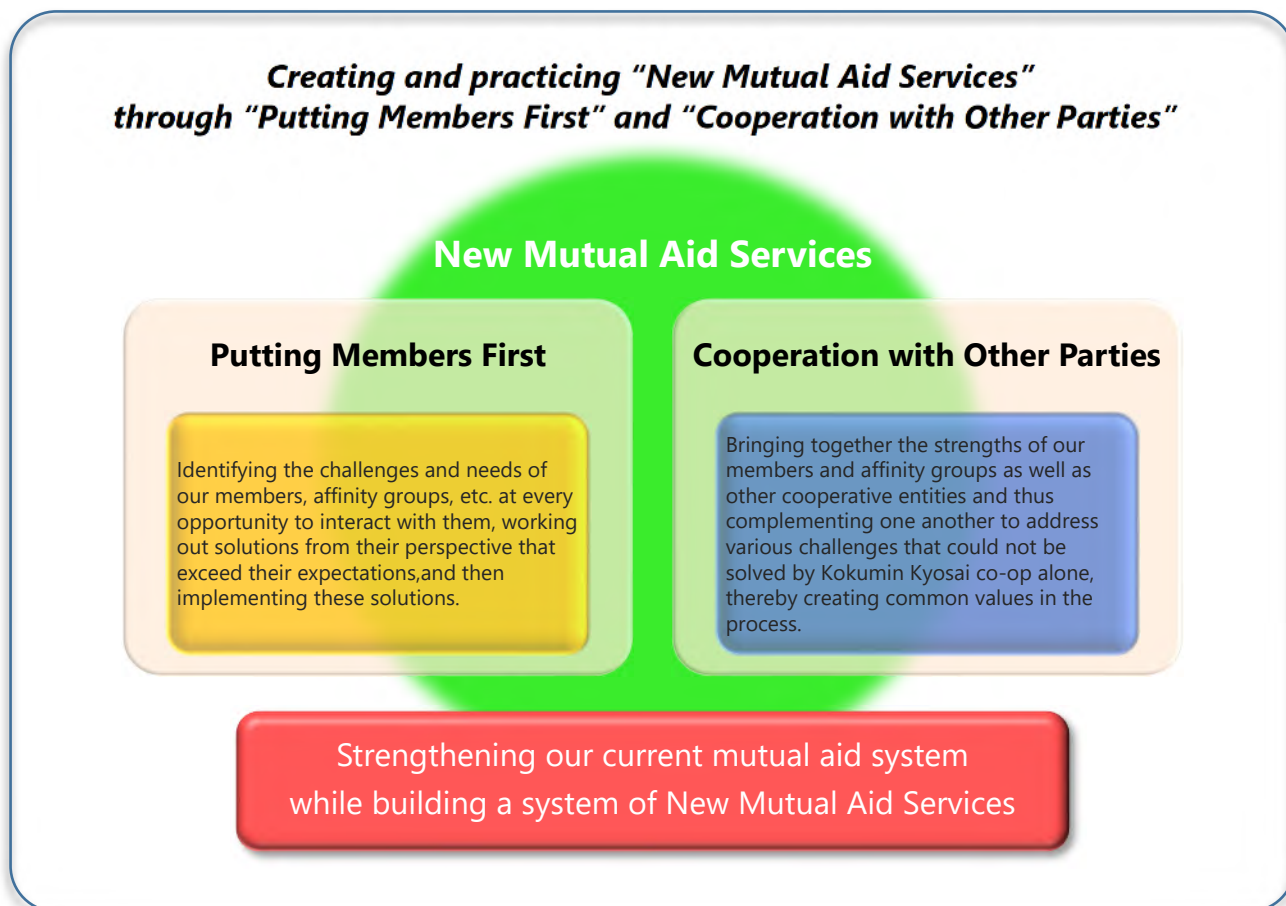 Creating and practicing “New Mutual Aid Services”
through “Putting Members First” and “Cooperation with Other Parties”
New Mutual Aid Services
Putting Members First
Identifying the challenges and needs of
our members, affinity groups, etc. at every
opportunity to interact with them, working
out solutions from their perspective that
exceed their expectations,and then
implementing these solutions.
Cooperation with Other Parties
Bringing together the strengths of our
members and affinity groups as well as
other cooperative entities and thus
complementing one another to address
various challenges that could not be
solved by Kokumin Kyosai co-op alone,
thereby creating common values in the
process.
Strengthening our current mutual aid system
while building a system of New Mutual Aid Services